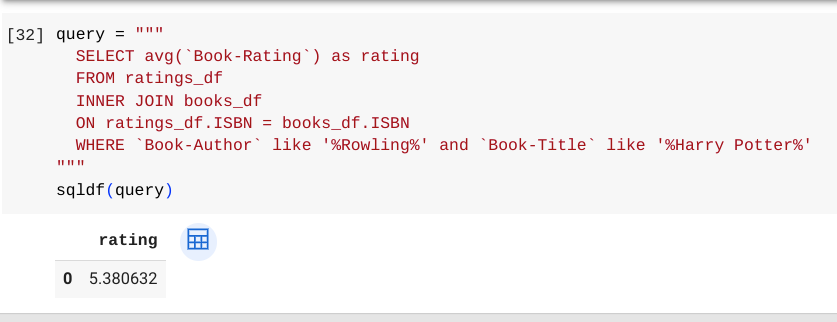 [32] query = """
SELECT avg(`Book-Rating`) as rating
FROM ratings_df
INNER JOIN books_df
ON ratings_df.ISBN = books_df.ISBN
WHERE `Book-Author` like '%Rowling%' and `Book-Title` like '%Harry Potter%'
"""
sqldf(query)
rating
0 5.380632